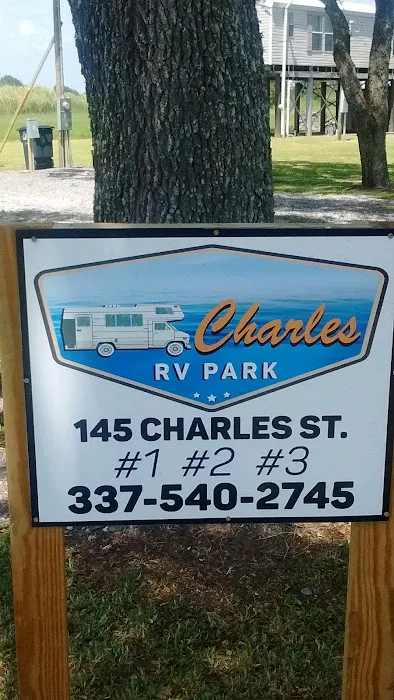 Charles
RV PARK
145 CHARLES ST.
#1 #2 #3
337-540-2745